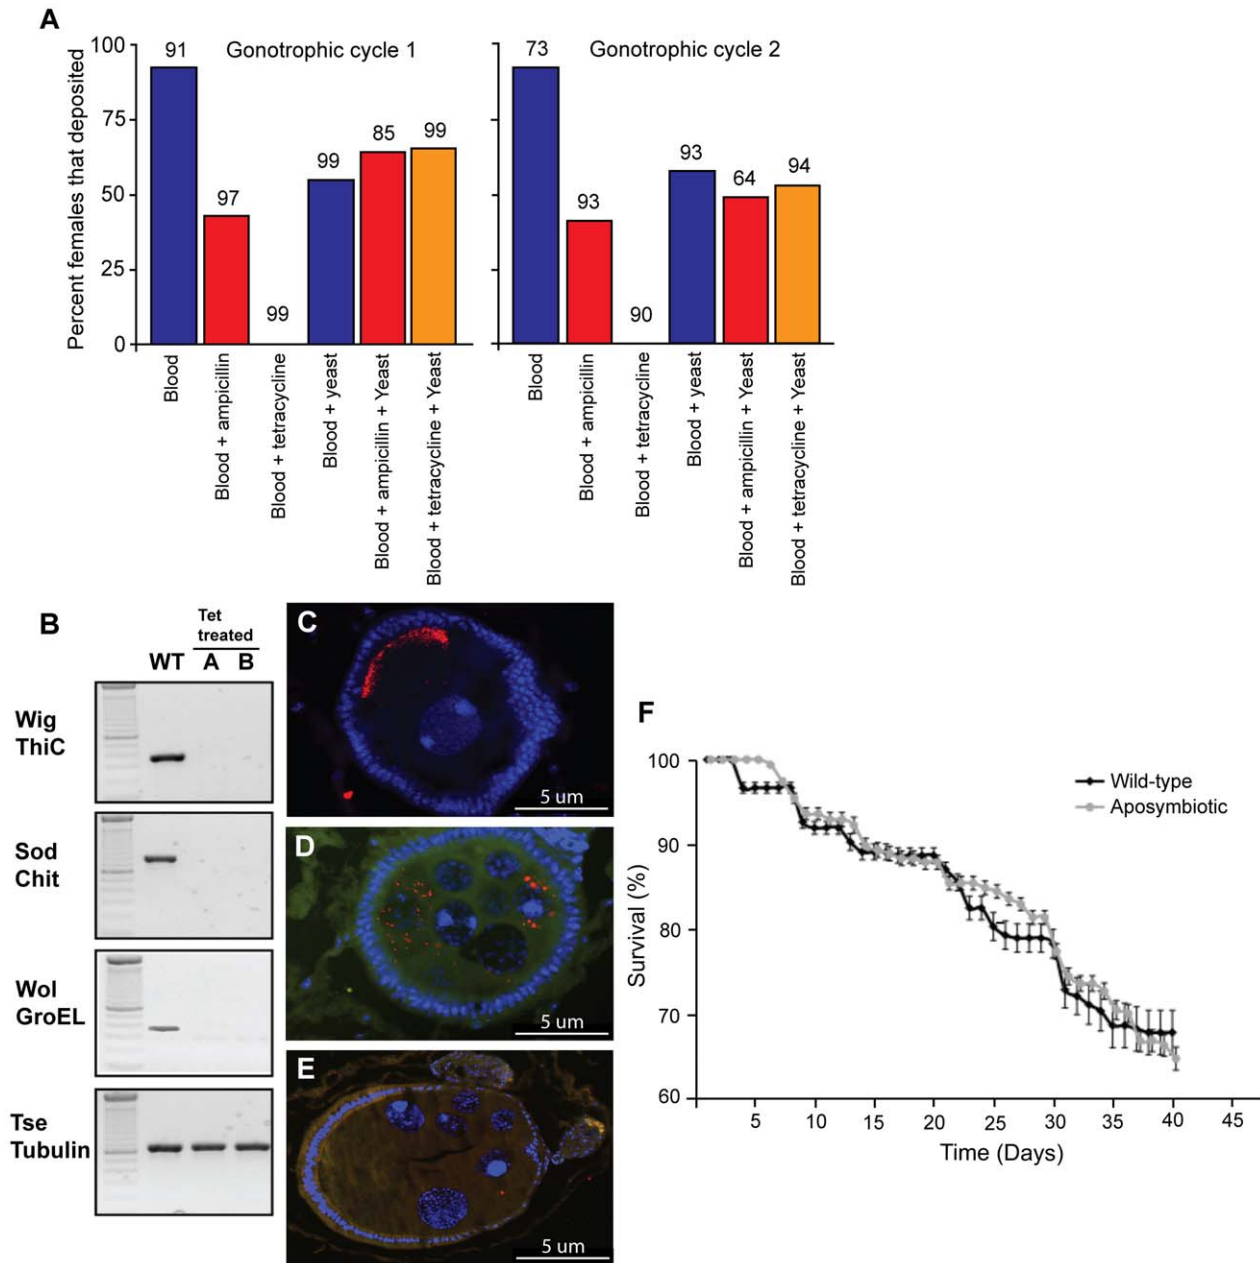 A
Percent females that deposited
100
75
50
25
0
Gonotrophic cycle 1
91
97
99
99
85
99
Blood
Blood + ampicillin
Blood + tetracycline
Blood + yeast
Blood + ampicillin + Yeast
Blood + tetracycline + Yeast
Gonotrophic cycle 2
73
93
90
93
64
94
Blood
Blood + ampicillin
Blood + tetracycline
Blood + yeast
Blood + ampicillin + Yeast
Blood + tetracycline + Yeast
B
Tet
treated
WT A B
Wig
ThiC
Sod
Chit
Wol
GroEL
Tse
Tubulin
C
5 um
D
5 um
E
5 um
F
Survival (%)
100
90
80
70
60
Wild-type
Aposymbiotic
5 10 15 20 25 30 35 40 45
Time (Days)